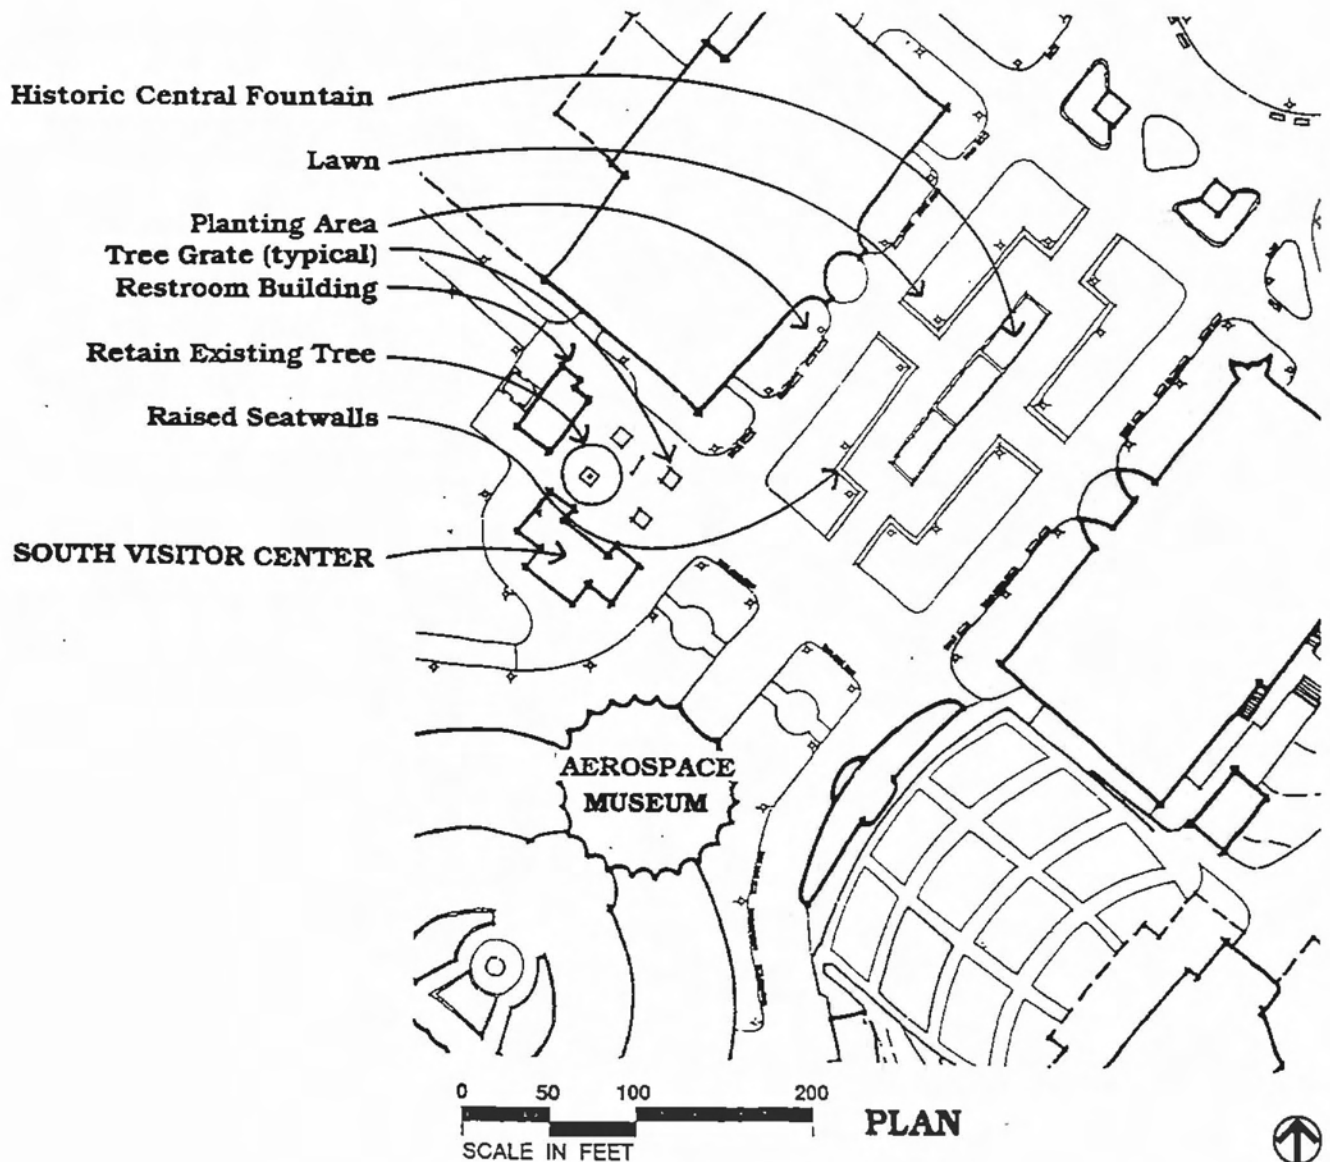 Historic Central Fountain
Lawn
Planting Area
Tree Grate (typical)
Restroom Building
Retain Existing Tree
Raised Seatwalls
SOUTH VISITOR CENTER
AEROSPACE
MUSEUM
0 50 100 200
SCALE IN FEET
PLAN